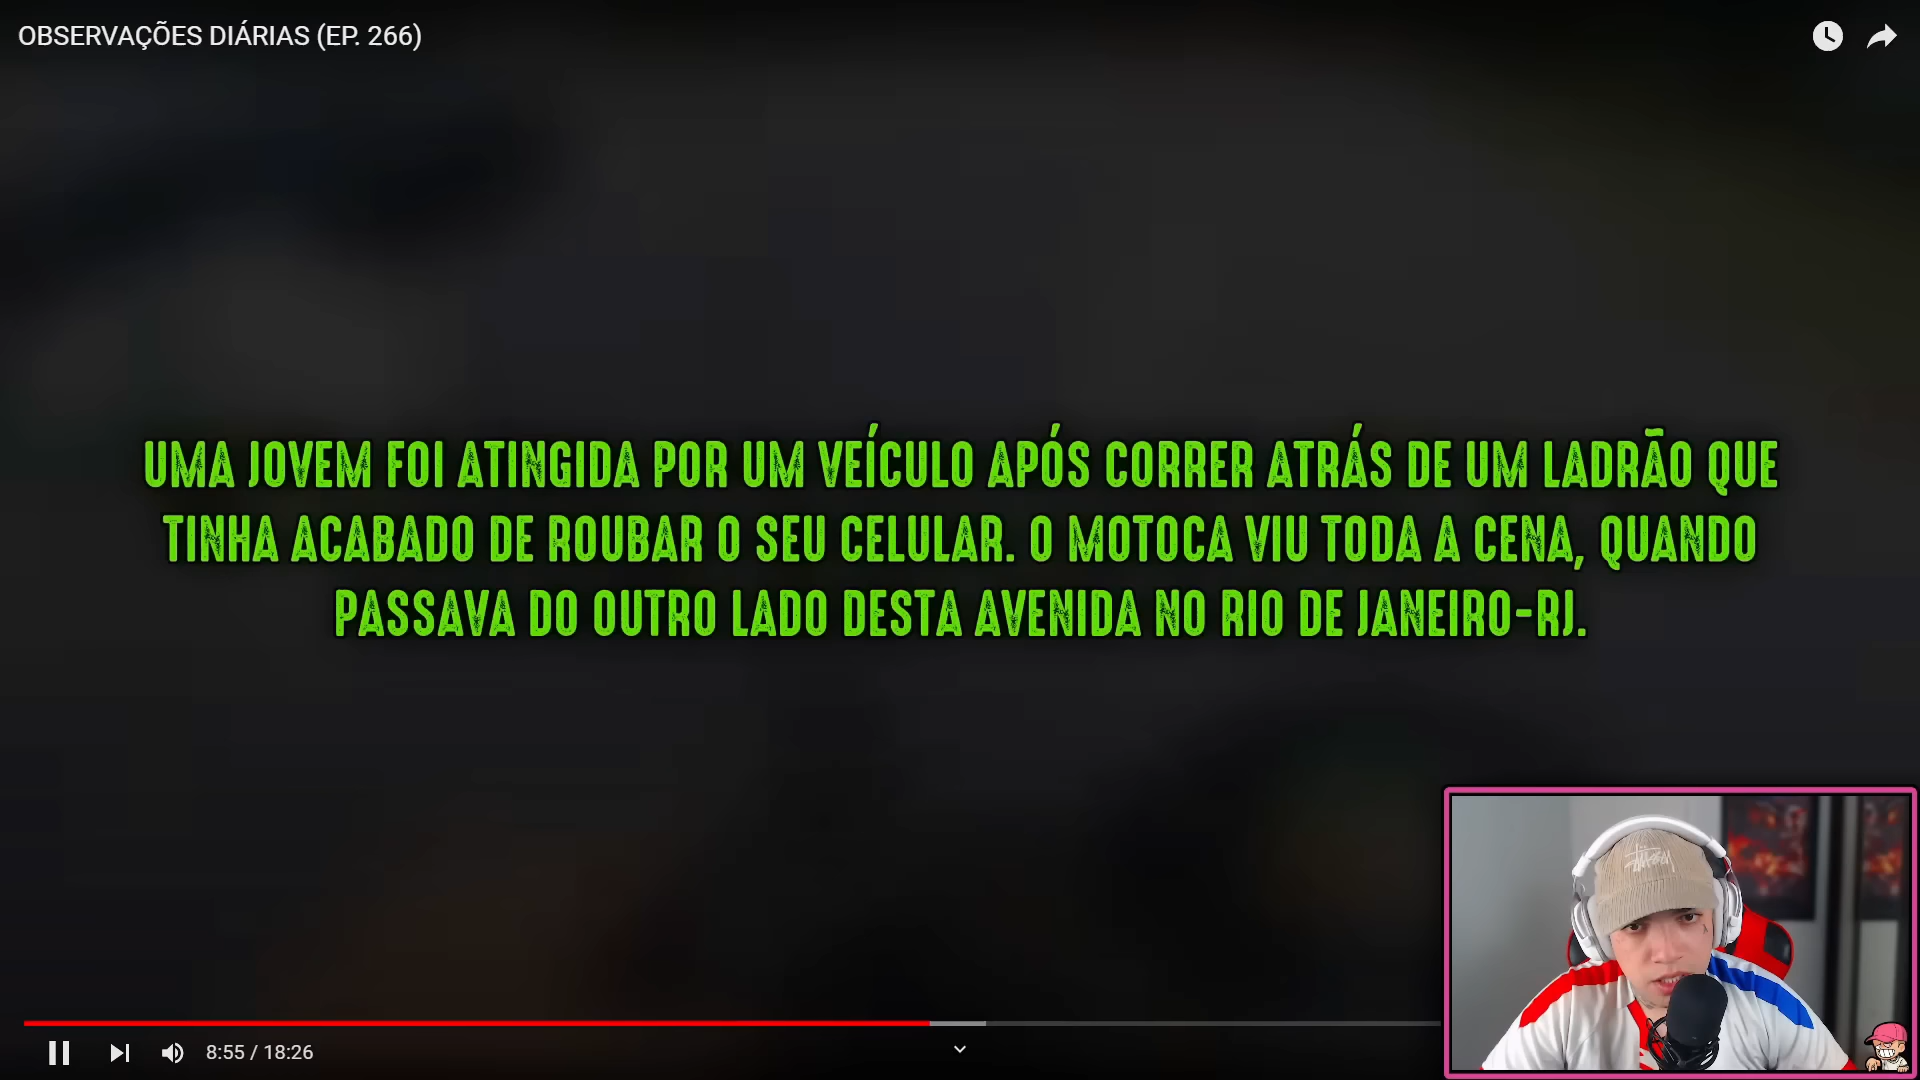 OBSERVAÇÕES DIÁRIAS (EP. 266)
UMA JOVEM FOI ATINGIDA POR UM VEÍCULO APÓS CORRER ATRÁS DE UM LADRÃO QUE
TINHA ACABADO DE ROUBAR O SEU CELULAR. O MOTOCA VIU TODA A CENA, QUANDO
PASSAVA DO OUTRO LADO DESTA AVENIDA NO RIO DE JANEIRO-RJ.
8:55 / 18:26